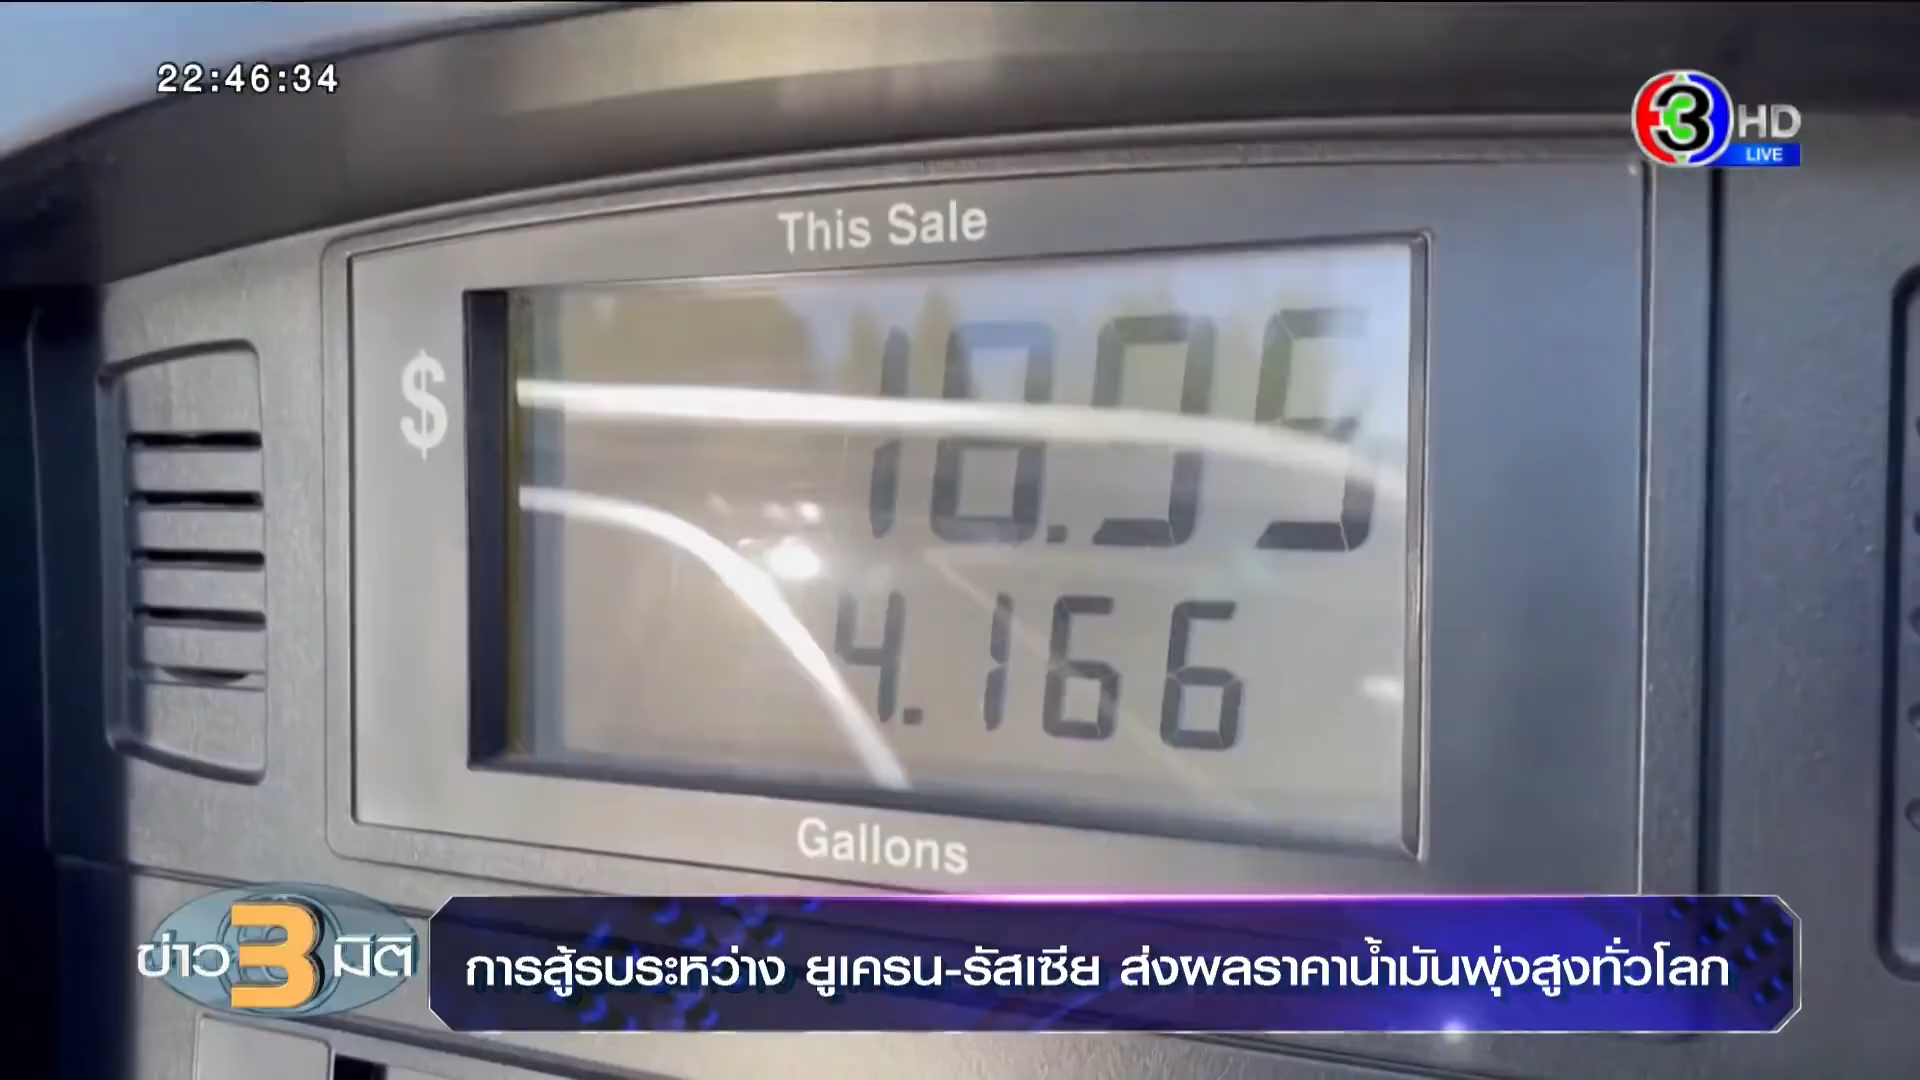 22:46:34
3 HD
LIVE
This Sale
$
4.166
Gallons
ข่าว 3 มิติ
การสู้รบระหว่าง ยูเครน-รัสเซีย ส่งผลราคาน้ำมันพุ่งสูงทั่วโลก